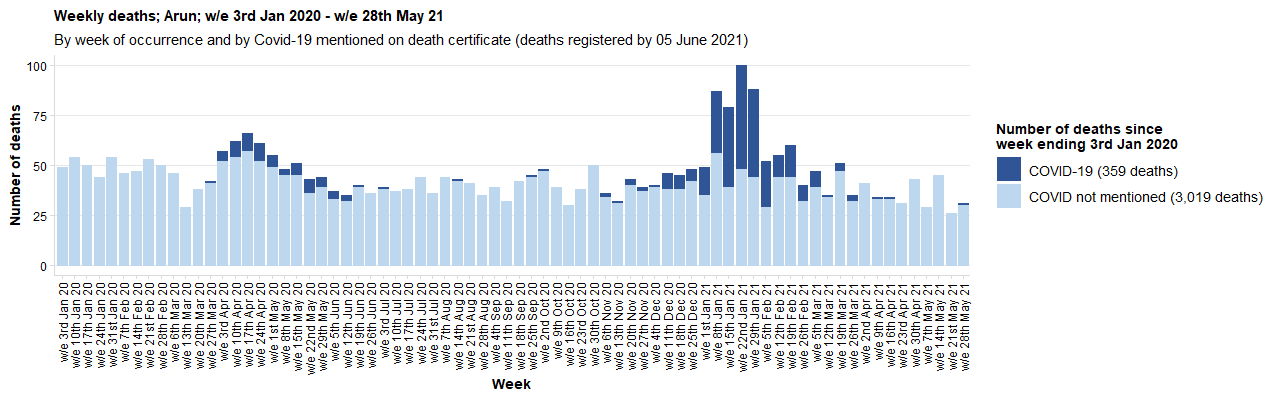 Weekly deaths; Arun; w/e 3rd Jan 2020 - w/e 28th May 21
By week of occurrence and by Covid-19 mentioned on death certificate (deaths registered by 05 June 2021)
Number of deaths
100
75
50
25
0
w/e 3rd Jan 20
w/e 10th Jan 20
w/e 17th Jan 20
w/e 24th Jan 20
w/e 31st Jan 20
w/e 7th Feb 20
w/e 14th Feb 20
w/e 21st Feb 20
w/e 28th Feb 20
w/e 6th Mar 20
w/e 13th Mar 20
w/e 20th Mar 20
w/e 27th Mar 20
w/e 3rd Apr 20
w/e 10th Apr 20
w/e 17th Apr 20
w/e 24th Apr 20
w/e 1st May 20
w/e 8th May 20
w/e 15th May 20
w/e 22nd May 20
w/e 29th May 20
w/e 5th Jun 20
w/e 12th Jun 20
w/e 19th Jun 20
w/e 26th Jun 20
w/e 3rd Jul 20
w/e 10th Jul 20
w/e 17th Jul 20
w/e 24th Jul 20
w/e 31st Jul 20
w/e 7th Aug 20
w/e 14th Aug 20
w/e 21st Aug 20
w/e 28th Aug 20
w/e 4th Sep 20
w/e 11th Sep 20
w/e 18th Sep 20
w/e 25th Sep 20
w/e 2nd Oct 20
w/e 9th Oct 20
w/e 16th Oct 20
w/e 23rd Oct 20
w/e 30th Oct 20
w/e 6th Nov 20
w/e 13th Nov 20
w/e 20th Nov 20
w/e 27th Nov 20
w/e 4th Dec 20
w/e 11th Dec 20
w/e 18th Dec 20
w/e 25th Dec 20
w/e 1st Jan 21
w/e 8th Jan 21
w/e 15th Jan 21
w/e 22nd Jan 21
w/e 29th Jan 21
w/e 5th Feb 21
w/e 12th Feb 21
w/e 19th Feb 21
w/e 26th Feb 21
w/e 5th Mar 21
w/e 12th Mar 21
w/e 19th Mar 21
w/e 26th Mar 21
w/e 2nd Apr 21
w/e 9th Apr 21
w/e 16th Apr 21
w/e 23rd Apr 21
w/e 30th Apr 21
w/e 7th May 21
w/e 14th May 21
w/e 21st May 21
w/e 28th May 21
Week
Number of deaths since
week ending 3rd Jan 2020
COVID-19 (359 deaths)
COVID not mentioned (3,019 deaths)